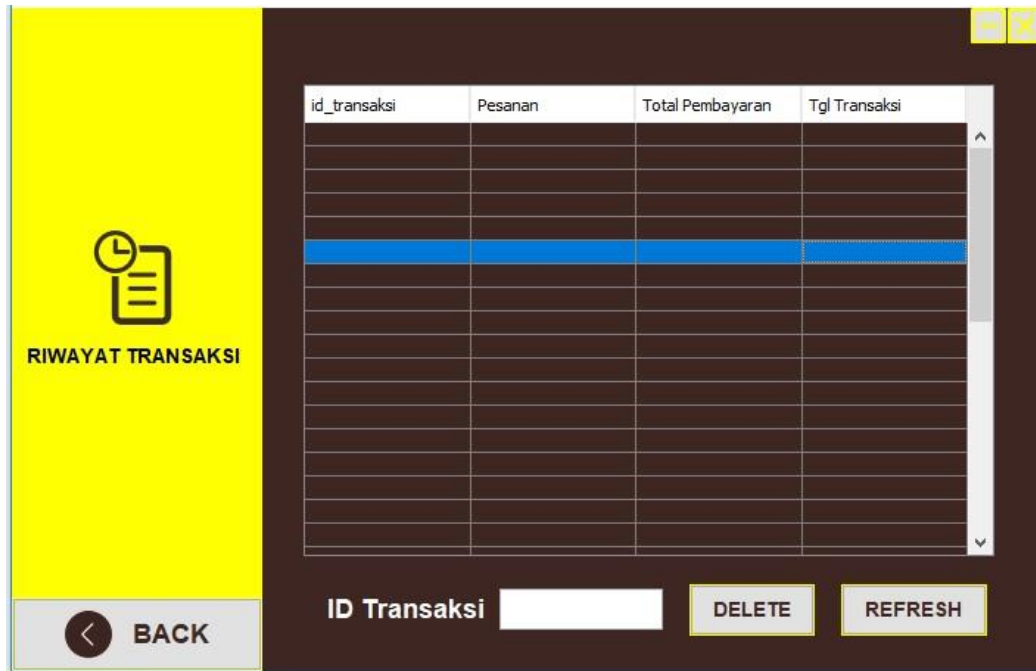 id_transaksi Pesanan Total Pembayaran Tgl Transaksi
RIWAYAT TRANSAKSI
ID Transaksi DELETE REFRESH
BACK